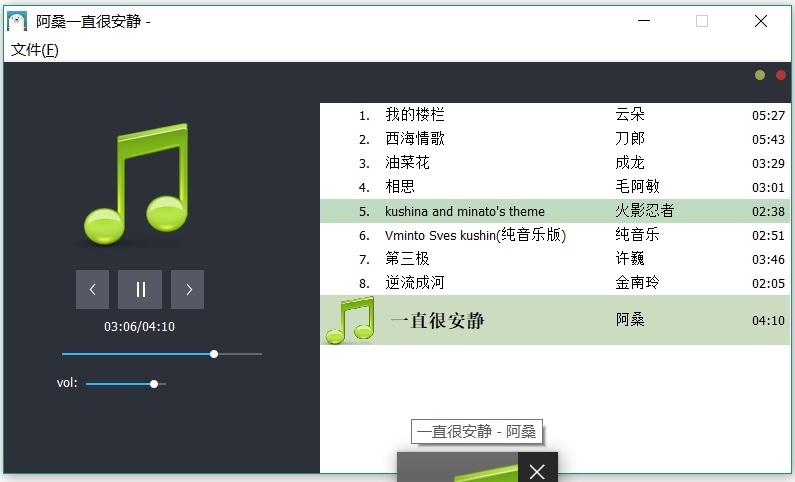 阿桑一直很安静 -
文件(F)
1. 我的楼栏 云朵 05:27
2. 西海情歌 刀郎 05:43
3. 油菜花 成龙 03:29
4. 相思 毛阿敏 03:01
5. kushina and minato's theme 火影忍者 02:38
6. Vminto Sves kushin(纯音乐版) 纯音乐 02:51
7. 第三极 许巍 03:46
8. 逆流成河 金南玲 02:05
一直很安静 阿桑 04:10
03:06/04:10
vol:
一直很安静 - 阿桑